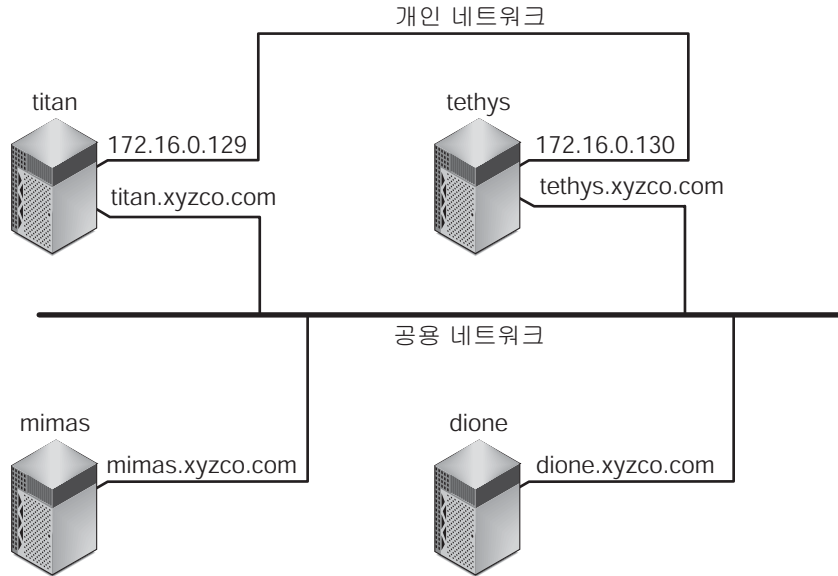 개인 네트워크
titan
tethys
172.16.0.129
172.16.0.130
titan.xyzco.com
tethys.xyzco.com
공용 네트워크
mimas
dione
mimas.xyzco.com
dione.xyzco.com